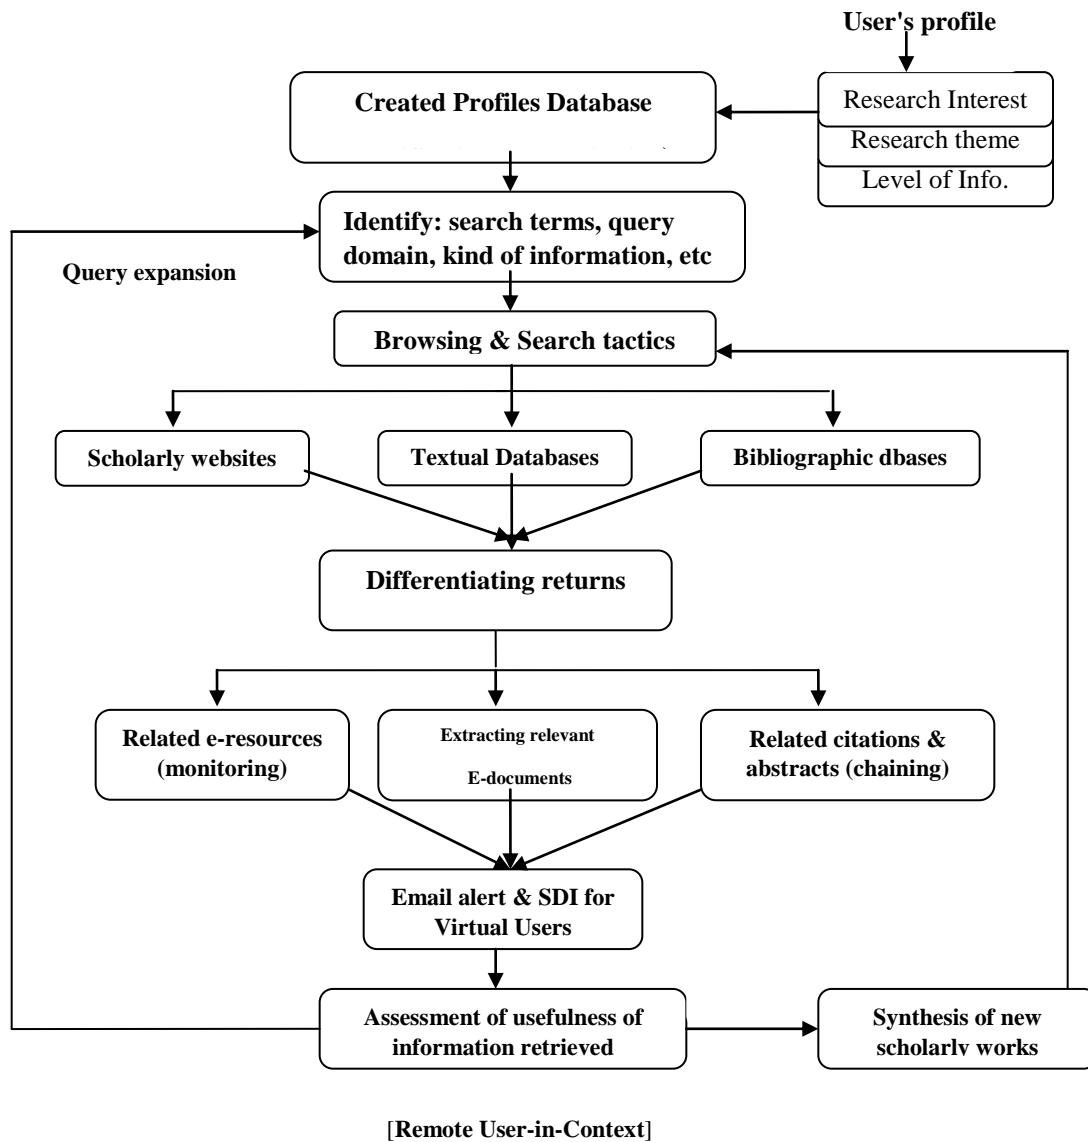 User's profile
Created Profiles Database
Research Interest
Research theme
Level of Info.
Identify: search terms, query
domain, kind of information, etc
Query expansion
Browsing & Search tactics
Scholarly websites
Textual Databases
Bibliographic dbases
Differentiating returns
Related e-resources
(monitoring)
Extracting relevant
E-documents
Related citations &
abstracts (chaining)
Email alert & SDI for
Virtual Users
Assessment of usefulness of
information retrieved
Synthesis of new
scholarly works
[Remote User-in-Context]